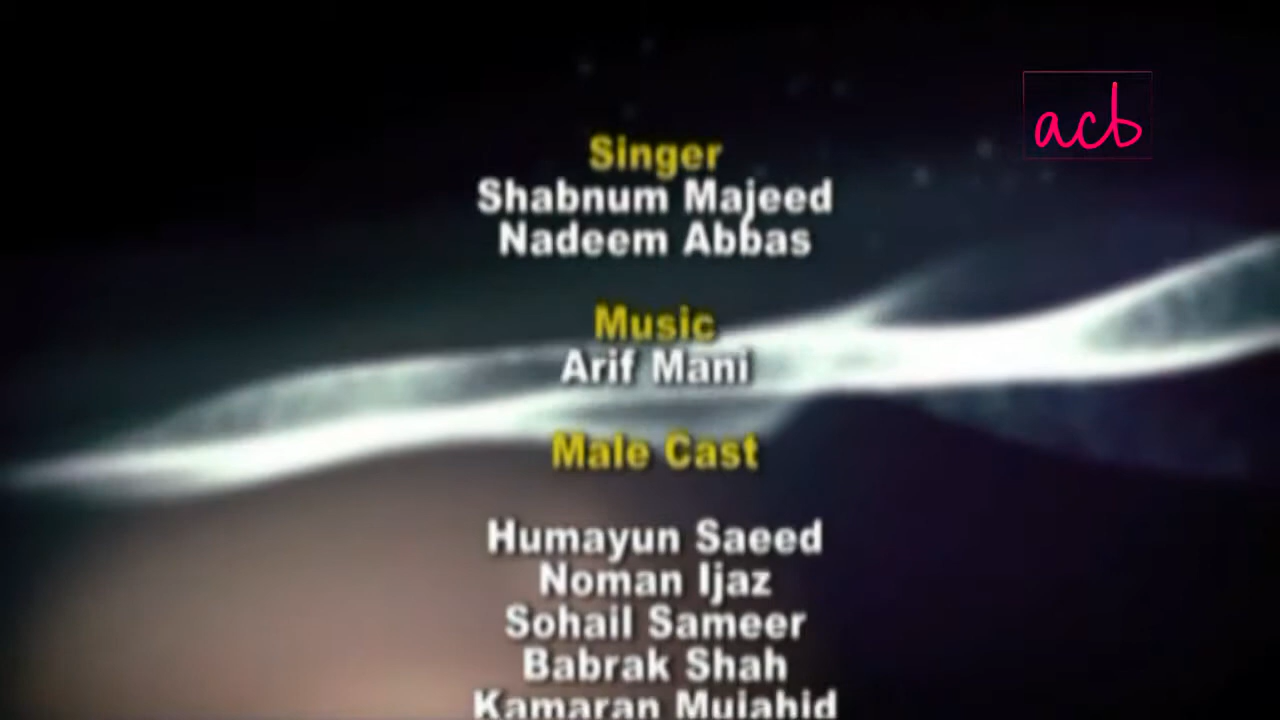 acb
Singer
Shabnum Majeed
Nadeem Abbas
Music
Arif Mani
Male Cast
Humayun Saeed
Noman Ijaz
Sohail Sameer
Babrak Shah
Kamaran Mujahid